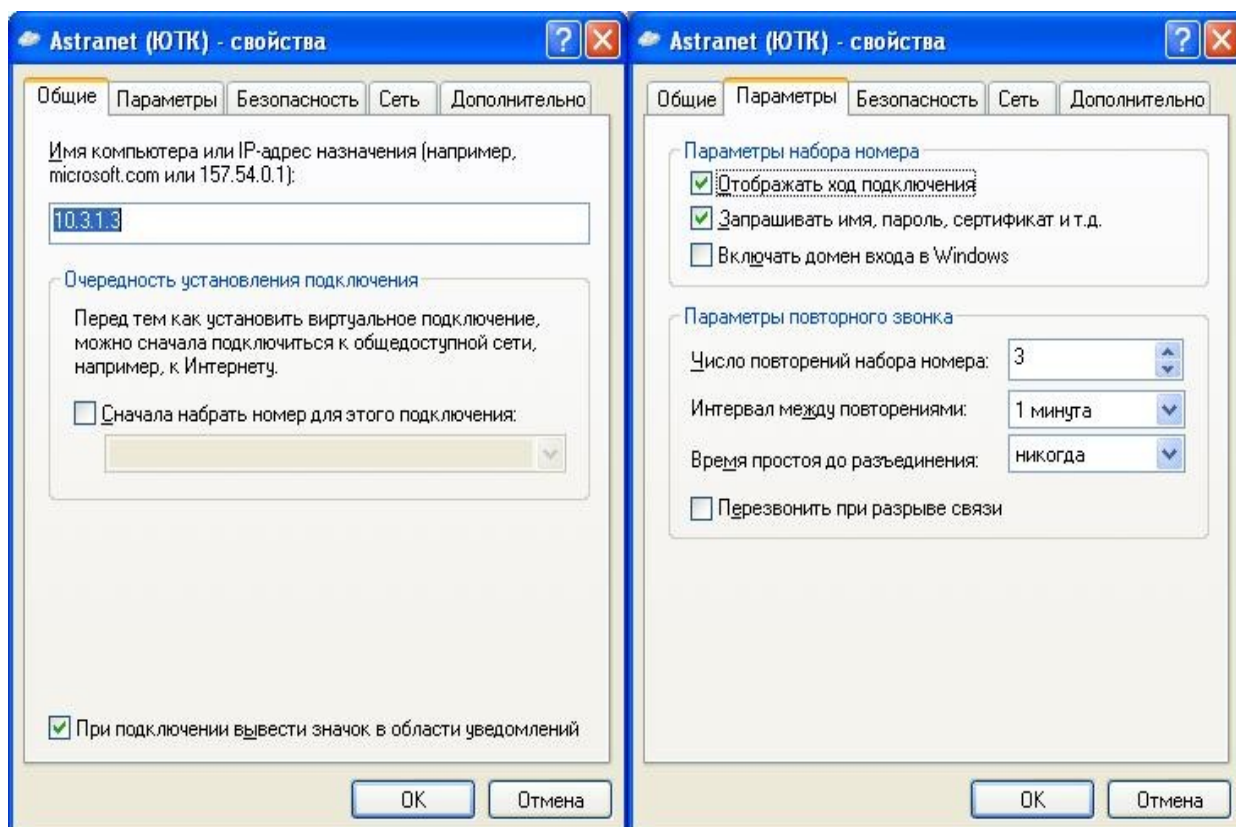 Astranet (ЮТК) - свойства
Общие
Параметры
Безопасность
Сеть
Дополнительно
Имя компьютера или IP-адрес назначения (например,
microsoft.com или 157.54.0.1):
10.3.1.3
Очередность установления подключения
Перед тем как установить виртуальное подключение,
можно сначала подключиться к общедоступной сети,
например, к Интернету.
Сначала набрать номер для этого подключения:
При подключении вывести значок в области уведомлений
OK
Отмена
Astranet (ЮТК) - свойства
Общие
Параметры
Безопасность
Сеть
Дополнительно
Параметры набора номера
Отображать ход подключения
Запрашивать имя, пароль, сертификат и т.д.
Включать домен входа в Windows
Параметры повторного звонка
Число повторений набора номера:
3
Интервал между повторениями:
1 минута
Время простоя до разъединения:
никогда
Перезвонить при разрыве связи
OK
Отмена